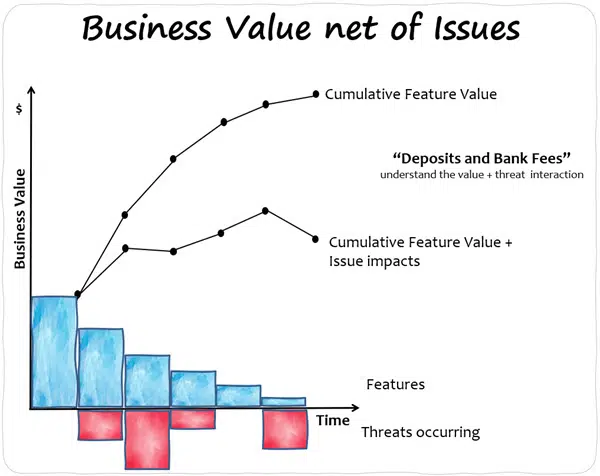 Business Value net of Issues
$
Cumulative Feature Value
“Deposits and Bank Fees”
understand the value + threat interaction
Business Value
Cumulative Feature Value +
Issue impacts
Features
Time
Threats occurring